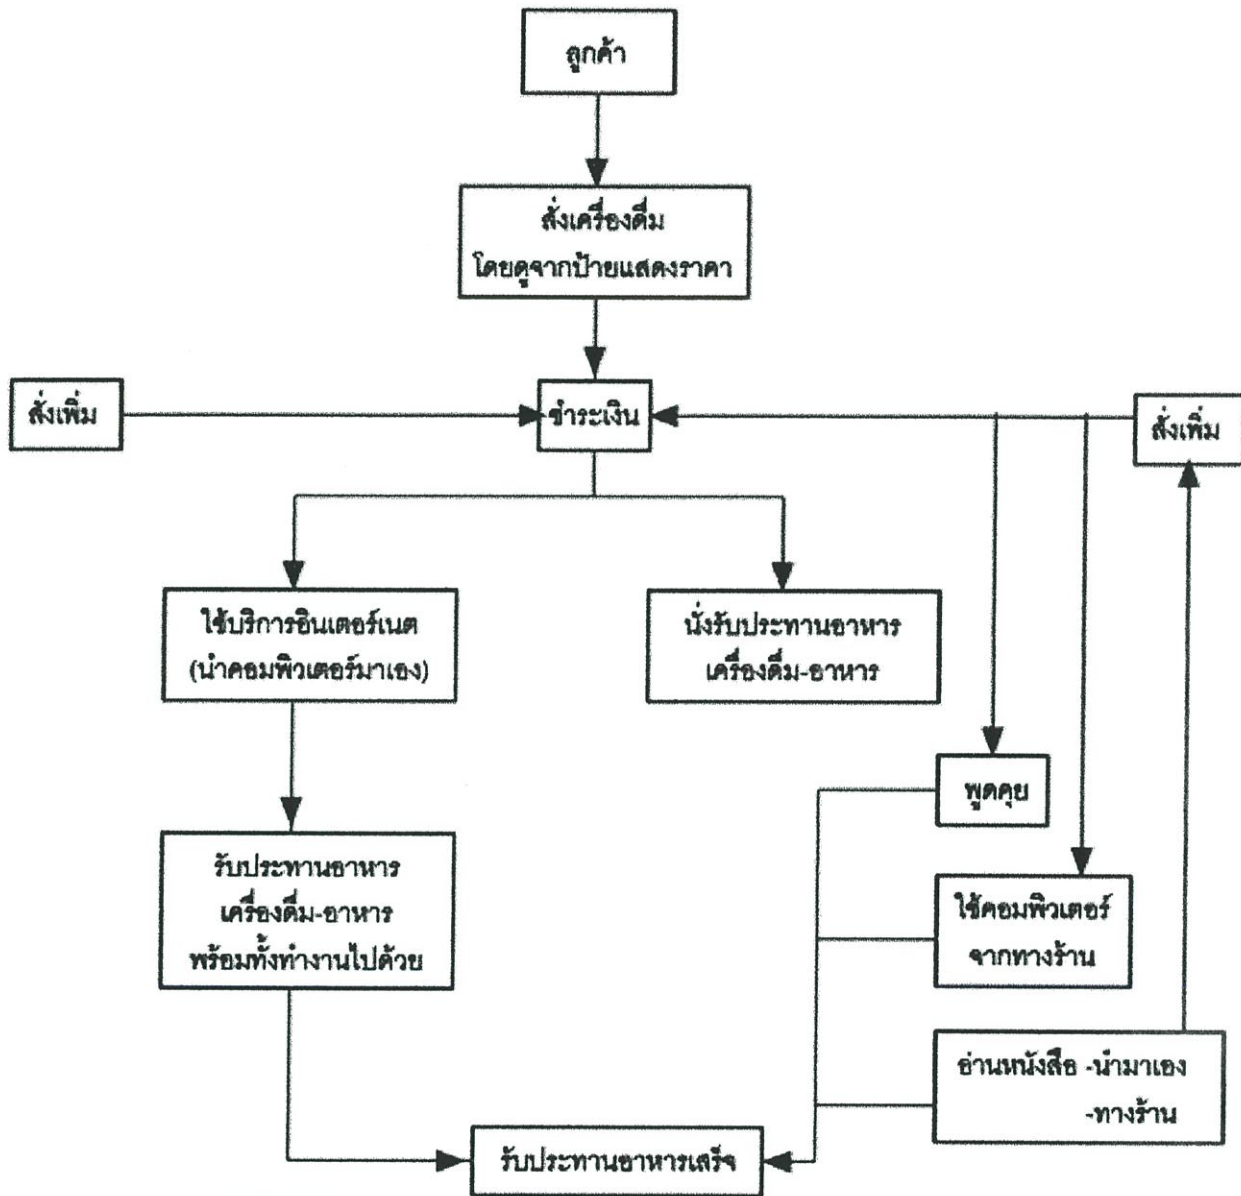 ลูกค้า
สั่งเครื่องดื่ม
โดยดูจากป้ายแสดงราคา
สั่งเพิ่ม
ชำระเงิน
สั่งเพิ่ม
ใช้บริการอินเตอร์เนต
(นำคอมพิวเตอร์มาเอง)
นั่งรับประทานอาหาร
เครื่องดื่ม-อาหาร
พูดคุย
รับประทานอาหาร
เครื่องดื่ม-อาหาร
พร้อมทั้งทำงานไปด้วย
ใช้คอมพิวเตอร์
จากทางร้าน
อ่านหนังสือ -นำมาเอง
-ทางร้าน
รับประทานอาหารเสร็จ